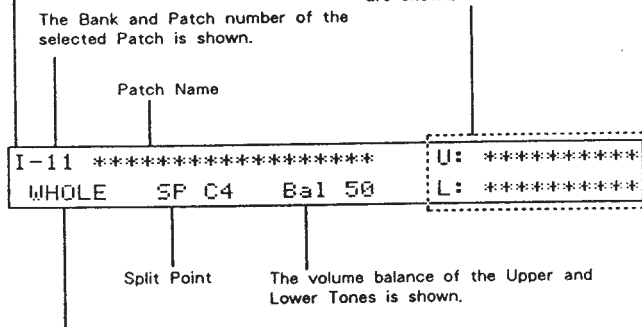 The Bank and Patch number of the
selected Patch is shown.
Patch Name
I-11 ****************** U: **********
WHOLE SP C4 Bal 50 L: **********
Split Point
The volume balance of the Upper and
Lower Tones is shown.